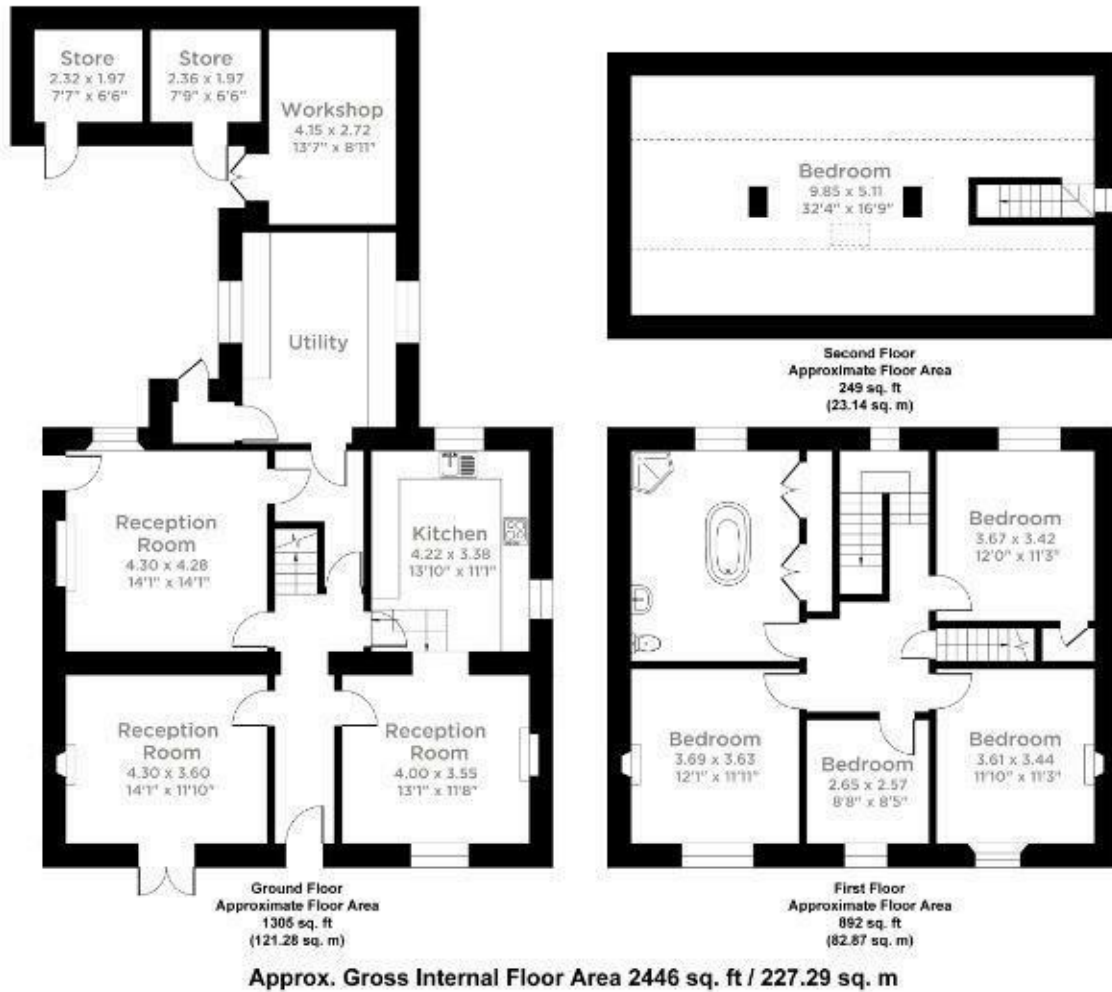 Store
2.32 x 1.97
7'7" x 6'6"
Store
2.36 x 1.97
7'9" x 6'6"
Workshop
4.15 x 2.72
13'7" x 8'11"
Utility
Reception
Room
4.30 x 4.28
14'1" x 14'1"
Kitchen
4.22 x 3.38
13'10" x 11'1"
Reception
Room
4.30 x 3.60
14'1" x 11'10"
Reception
Room
4.00 x 3.55
13'1" x 11'8"
Ground Floor
Approximate Floor Area
1305 sq. ft
(121.28 sq. m)
Bedroom
9.85 x 5.11
32'4" x 16'9"
Second Floor
Approximate Floor Area
249 sq. ft
(23.14 sq. m)
Bedroom
3.67 x 3.42
12'0" x 11'3"
Bedroom
3.69 x 3.63
12'1" x 11'11"
Bedroom
2.65 x 2.57
8'8" x 8'5"
Bedroom
3.61 x 3.44
11'10" x 11'3"
First Floor
Approximate Floor Area
892 sq. ft
(82.87 sq. m)
Approx. Gross Internal Floor Area 2446 sq. ft / 227.29 sq. m